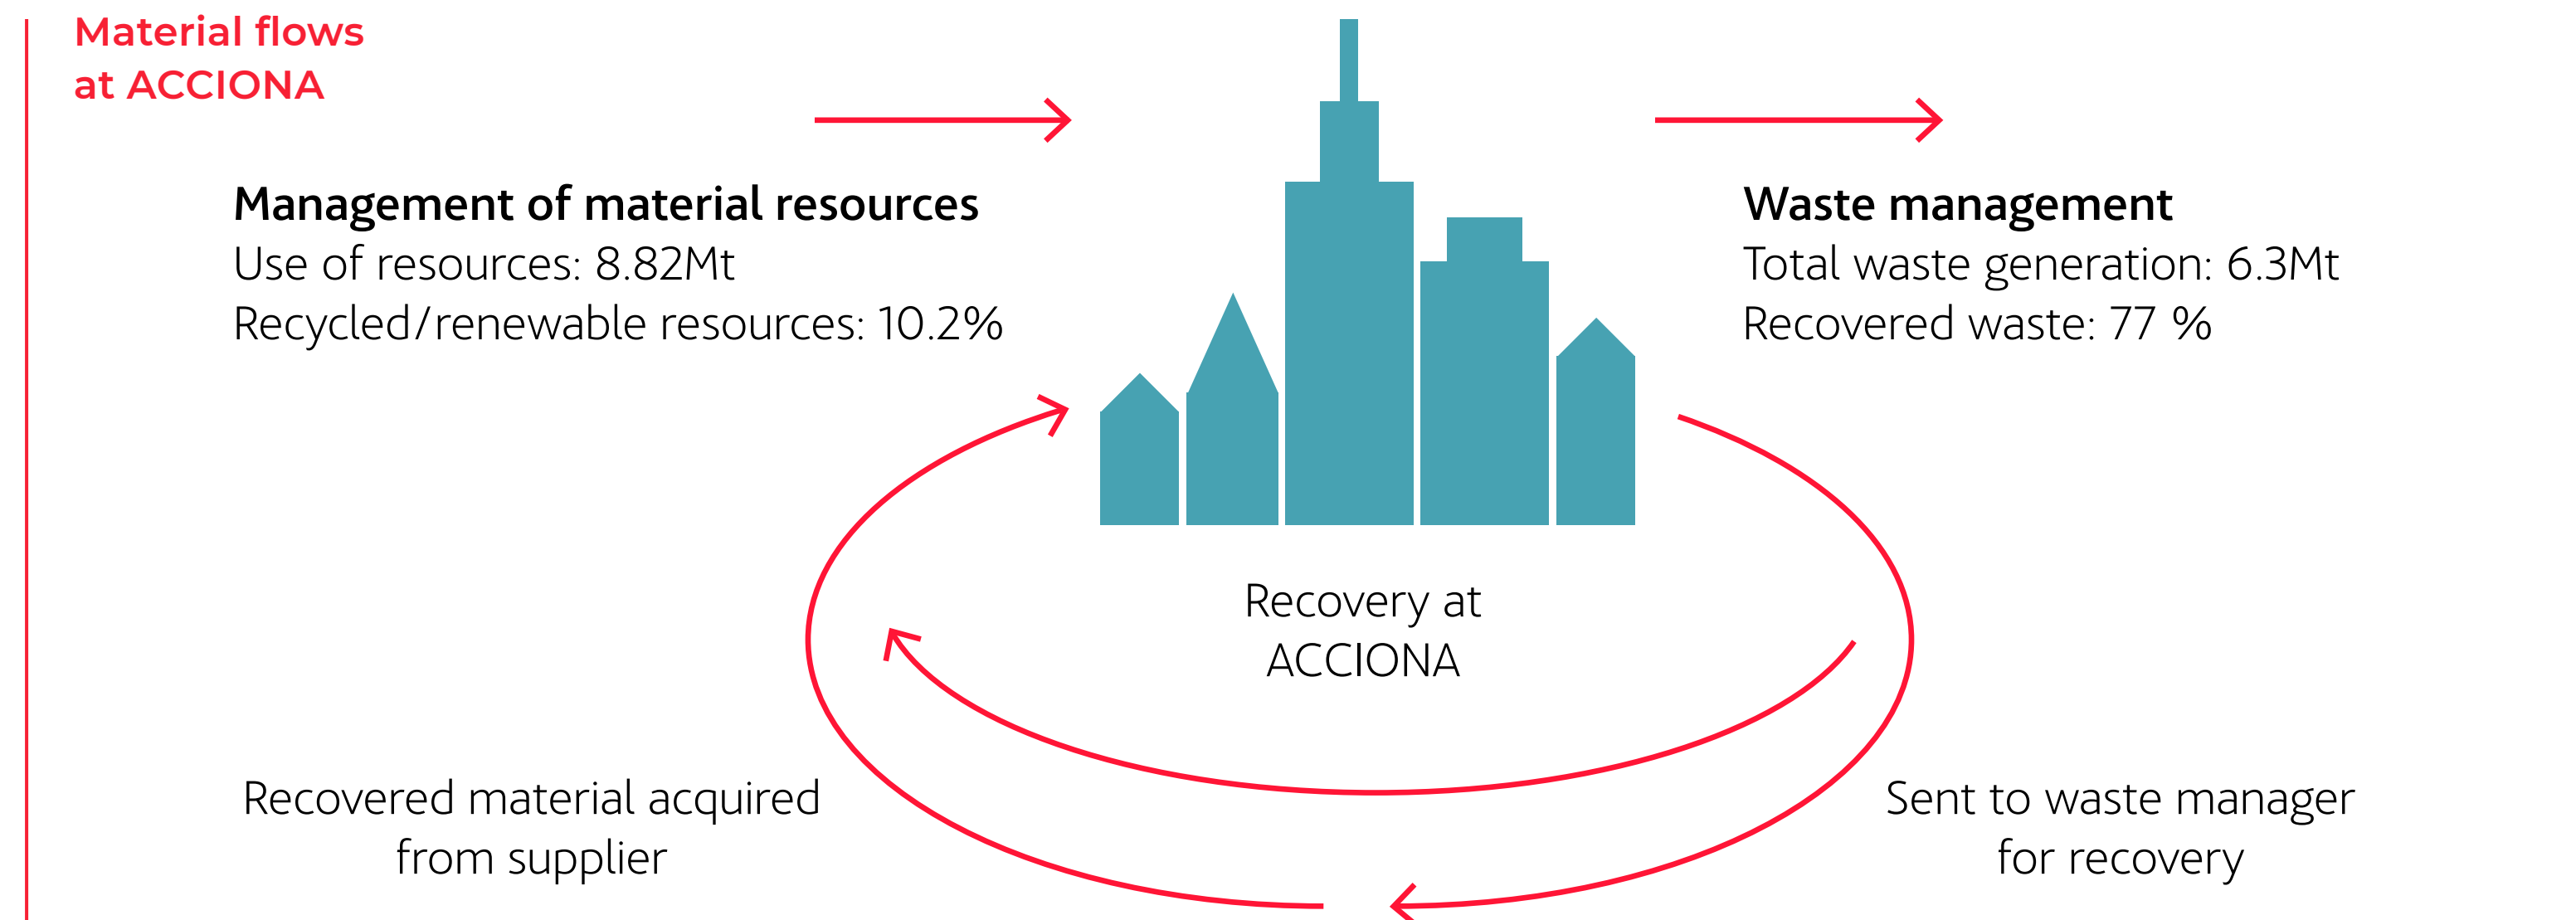 Material flows
at ACCIONA
Management of material resources
Use of resources: 8.82Mt
Recycled/renewable resources: 10.2%
Waste management
Total waste generation: 6.3Mt
Recovered waste: 77 %
Recovery at
ACCIONA
Recovered material acquired
from supplier
Sent to waste manager
for recovery